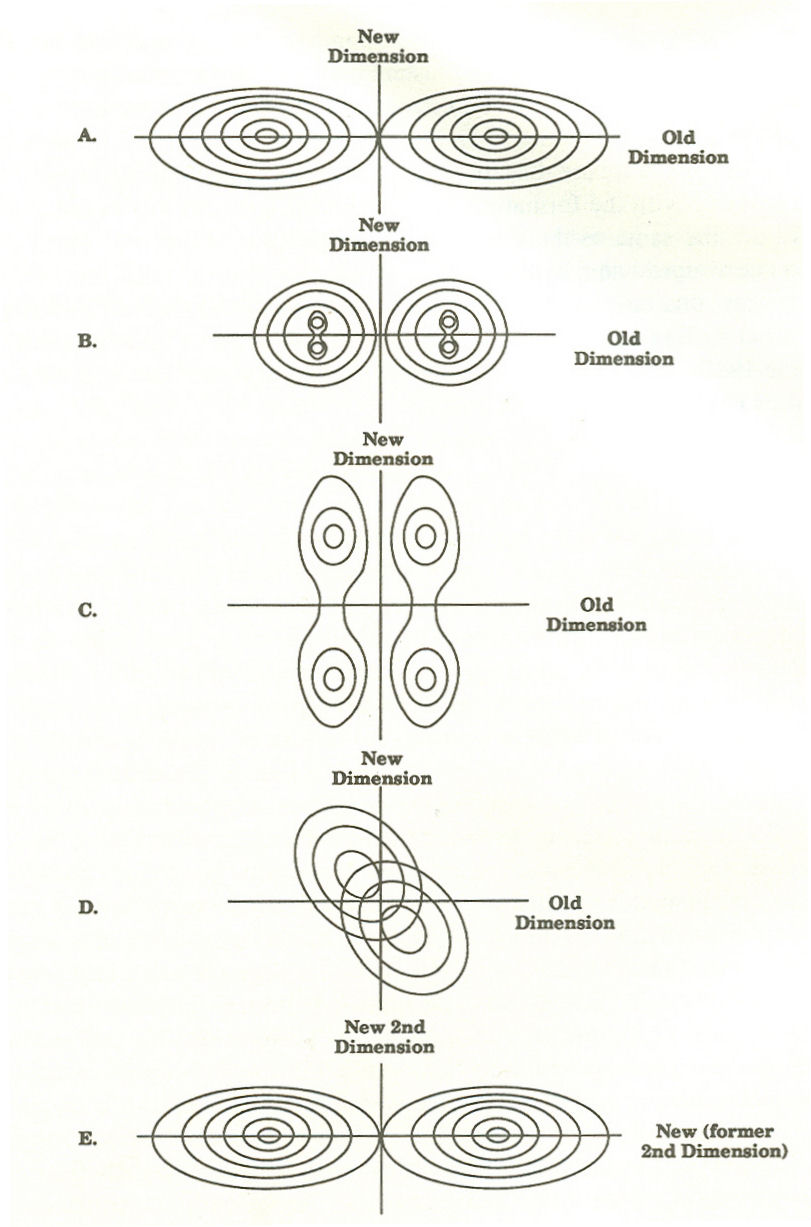 New
Dimension
A.
Old
Dimension
New
Dimension
B.
Old
Dimension
New
Dimension
C.
Old
Dimension
New
Dimension
D.
Old
Dimension
New 2nd
Dimension
E.
New (former
2nd Dimension)